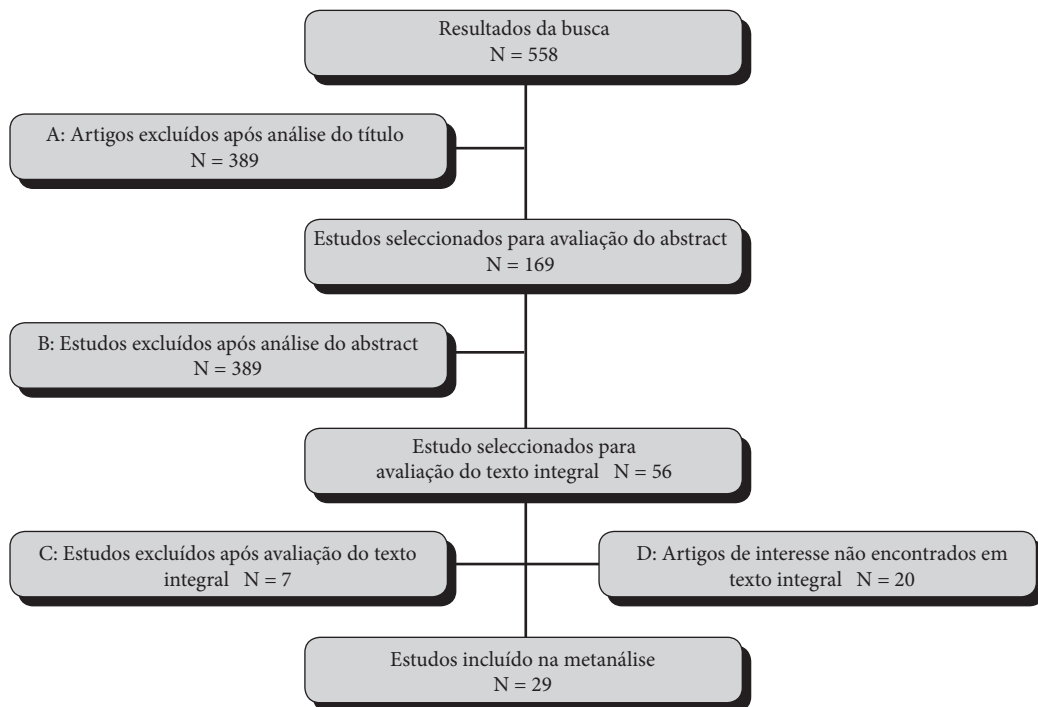 Resultados da busca
N = 558
A: Artigos excluídos após análise do título
N = 389
Estudos seleccionados para avaliação do abstract
N = 169
B: Estudos excluídos após análise do abstract
N = 389
Estudo seleccionados para
avaliação do texto integral N = 56
C: Estudos excluídos após avaliação do texto
integral N = 7
D: Artigos de interesse não encontrados em
texto integral N = 20
Estudos incluído na metanálise
N = 29